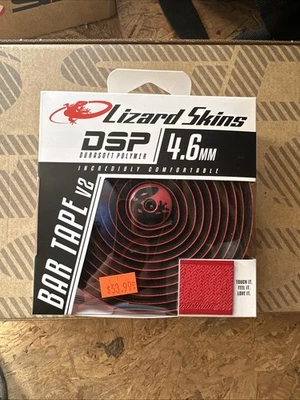 Lizard Skins
DSP
DURASOFT POLYMER
4.6MM
INCREDIBLY COMFORTABLE
BAR TAPE V2
$53.99
TOUCH IT.
FEEL IT.
LOVE IT.